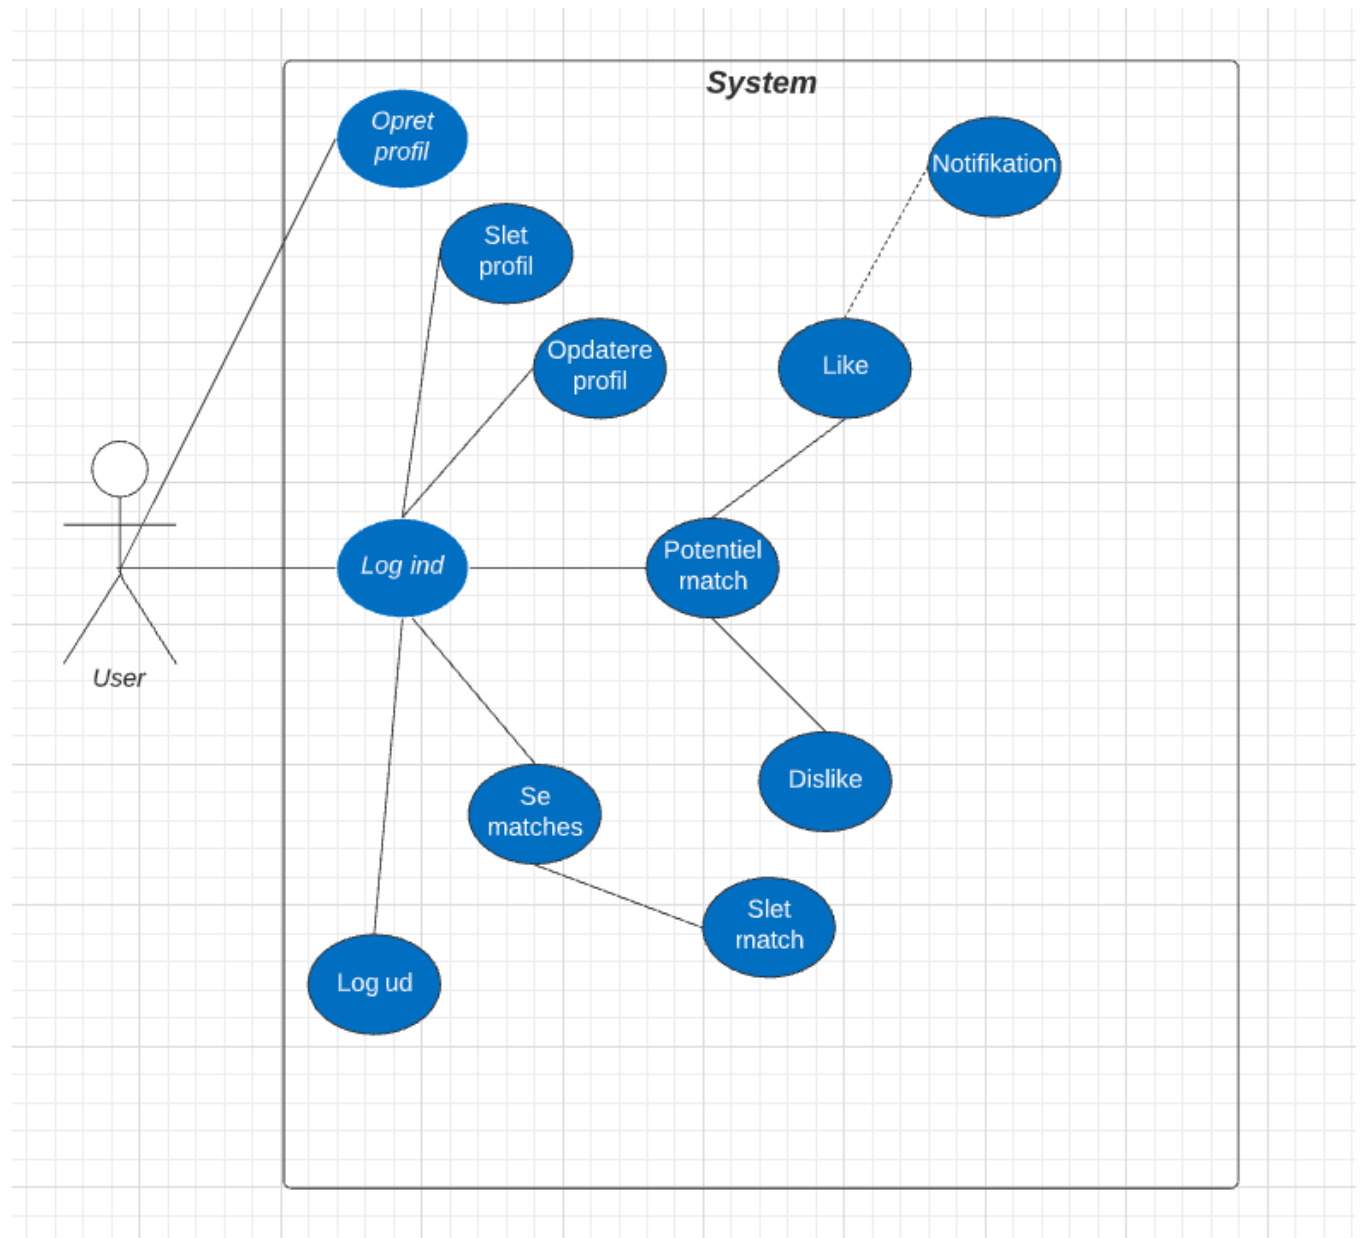 System
Opret
profil
Notifikation
Slet
profil
Opdatere
profil
Like
Log ind
Potentiel
match
User
Se
matches
Dislike
Slet
match
Log ud